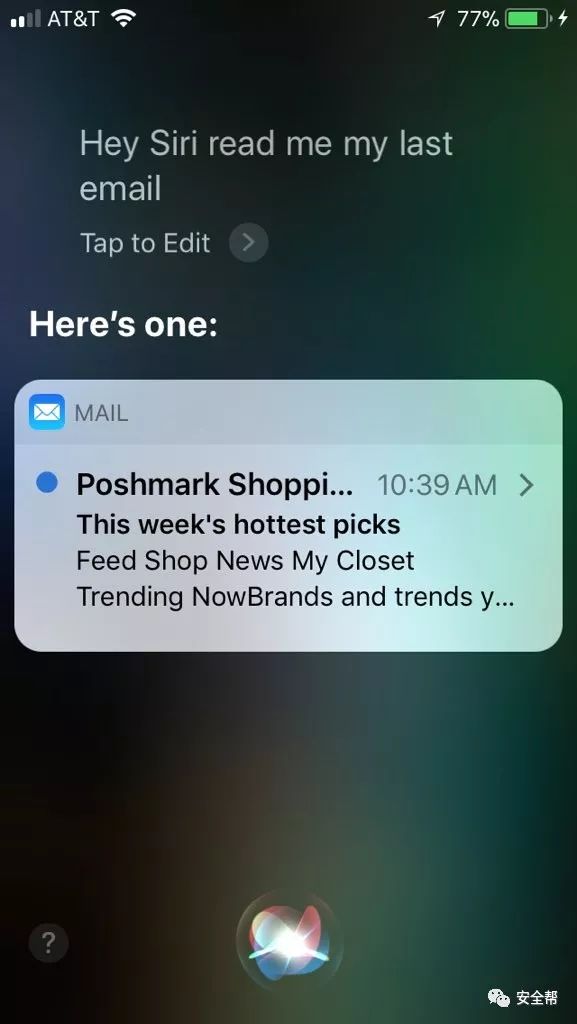 AT&T 77%
Hey Siri read me my last
email
Tap to Edit
Here’s one:
MAIL
Poshmark Shoppi... 10:39 AM
This week's hottest picks
Feed Shop News My Closet
Trending NowBrands and trends y...
?
安全帮